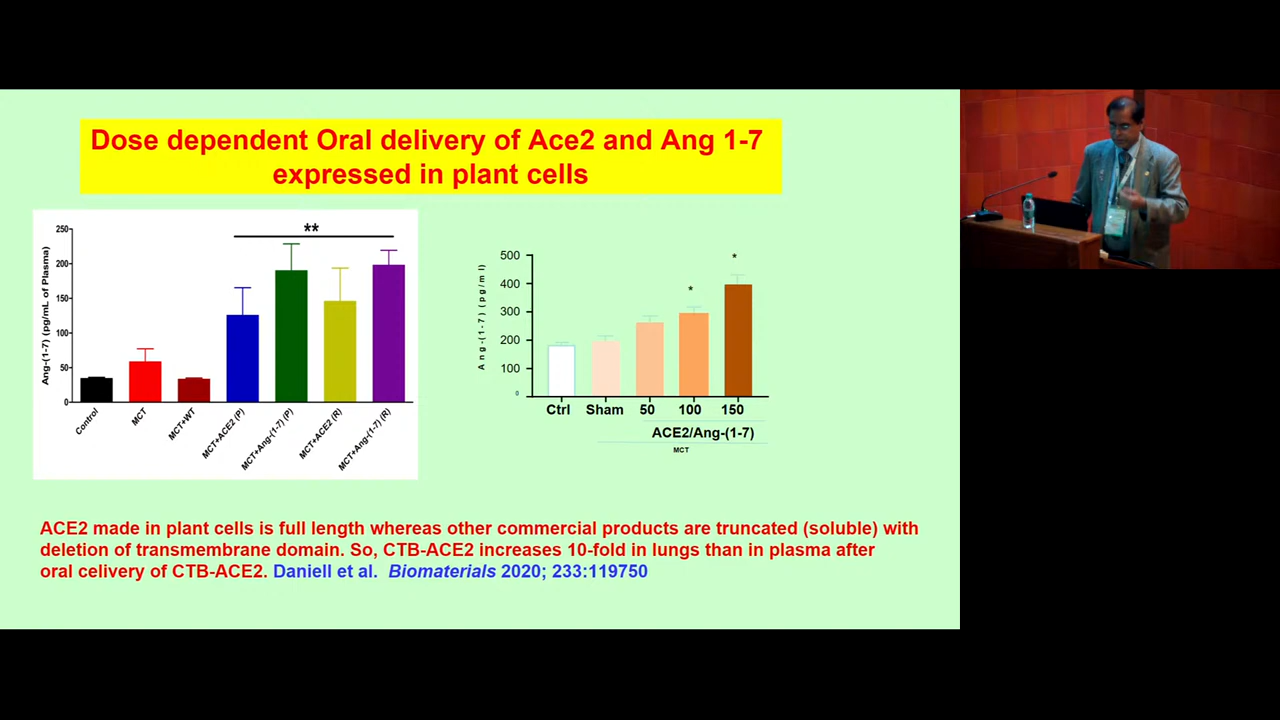 Dose dependent Oral delivery of Ace2 and Ang 1-7
expressed in plant cells
Ang-(1-7) (pg/mL of Plasma)
250
200
150
100
50
0
**
Control
MCT
MCT+WT
MCT+ACE2 (P)
MCT+Ang-(1-7) (P)
MCT+ACE2 (R)
MCT+Ang-(1-7) (R)
Ang-(1-7) (pg/ml)
500
400
300
200
100
0
*
*
Ctrl Sham 50 100 150
ACE2/Ang-(1-7)
MCT
ACE2 made in plant cells is full length whereas other commercial products are truncated (soluble) with
deletion of transmembrane domain. So, CTB-ACE2 increases 10-fold in lungs than in plasma after
oral celivery of CTB-ACE2. Daniell et al. Biomaterials 2020; 233:119750